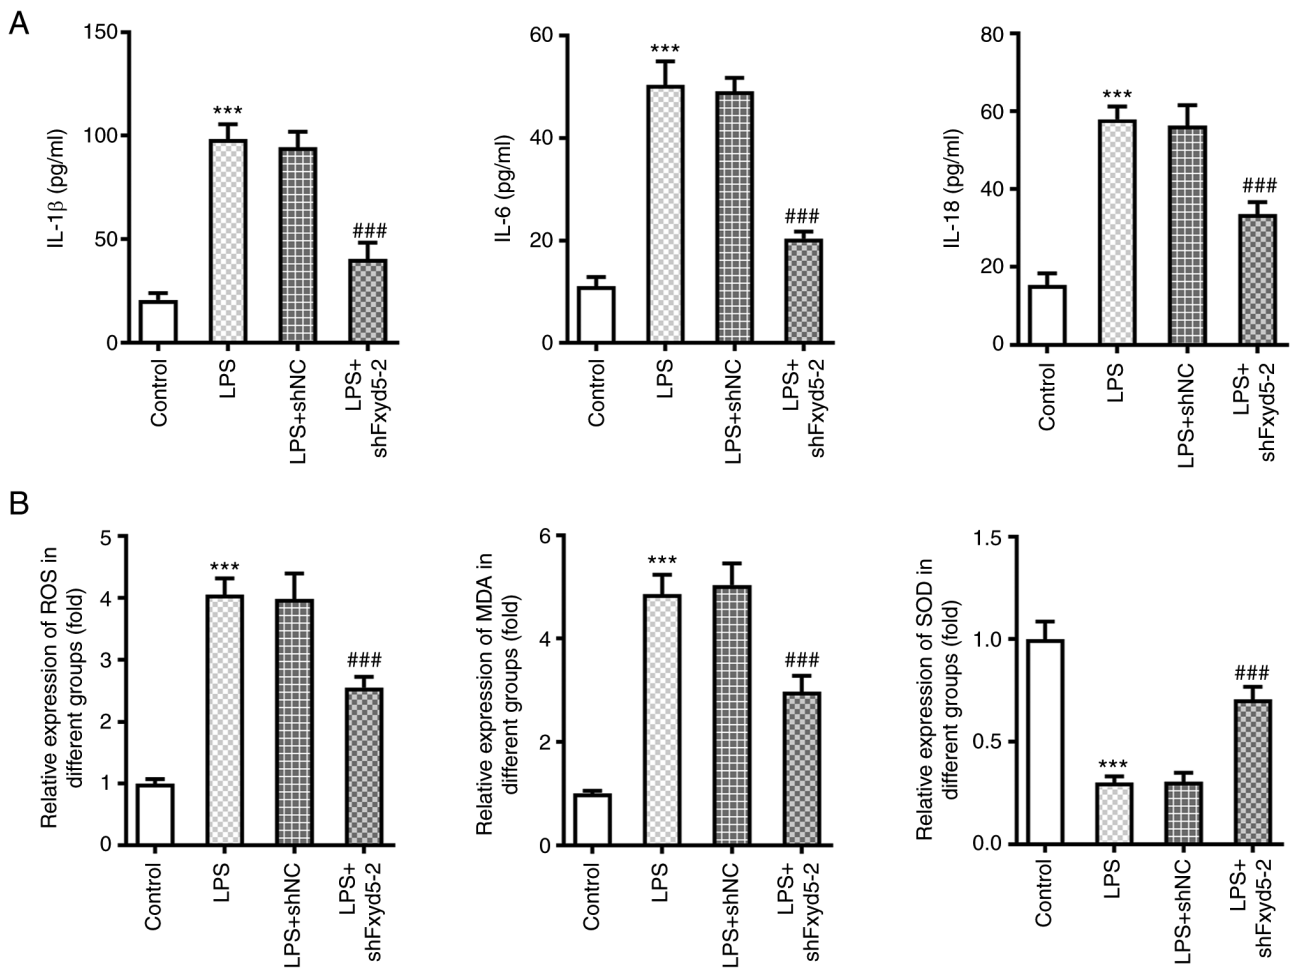 A
IL-1β (pg/ml)
150
100
50
0
***
###
Control
LPS
LPS+shNC
LPS+
shFxyd5-2
IL-6 (pg/ml)
60
40
20
0
***
###
Control
LPS
LPS+shNC
LPS+
shFxyd5-2
IL-18 (pg/ml)
80
60
40
20
0
***
###
Control
LPS
LPS+shNC
LPS+
shFxyd5-2
B
Relative expression of ROS in
different groups (fold)
5
4
3
2
1
0
***
###
Control
LPS
LPS+shNC
LPS+
shFxyd5-2
Relative expression of MDA in
different groups (fold)
6
4
2
0
***
###
Control
LPS
LPS+shNC
LPS+
shFxyd5-2
Relative expression of SOD in
different groups (fold)
1.5
1.0
0.5
0.0
***
###
Control
LPS
LPS+shNC
LPS+
shFxyd5-2